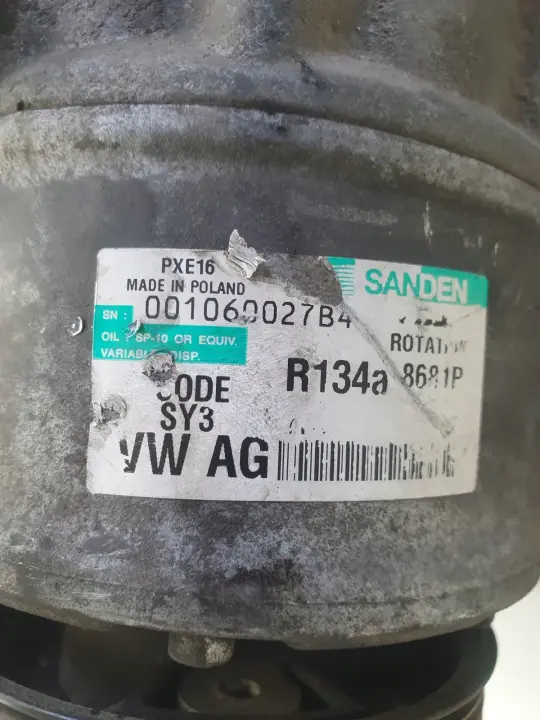 PXE16
MADE IN POLAND
SANDEN
SN : 001060027B4
OIL : SP-10 OR EQUIV.
VARIABLE DISP.
CODE
SY3
R134a 8681P
VW AG